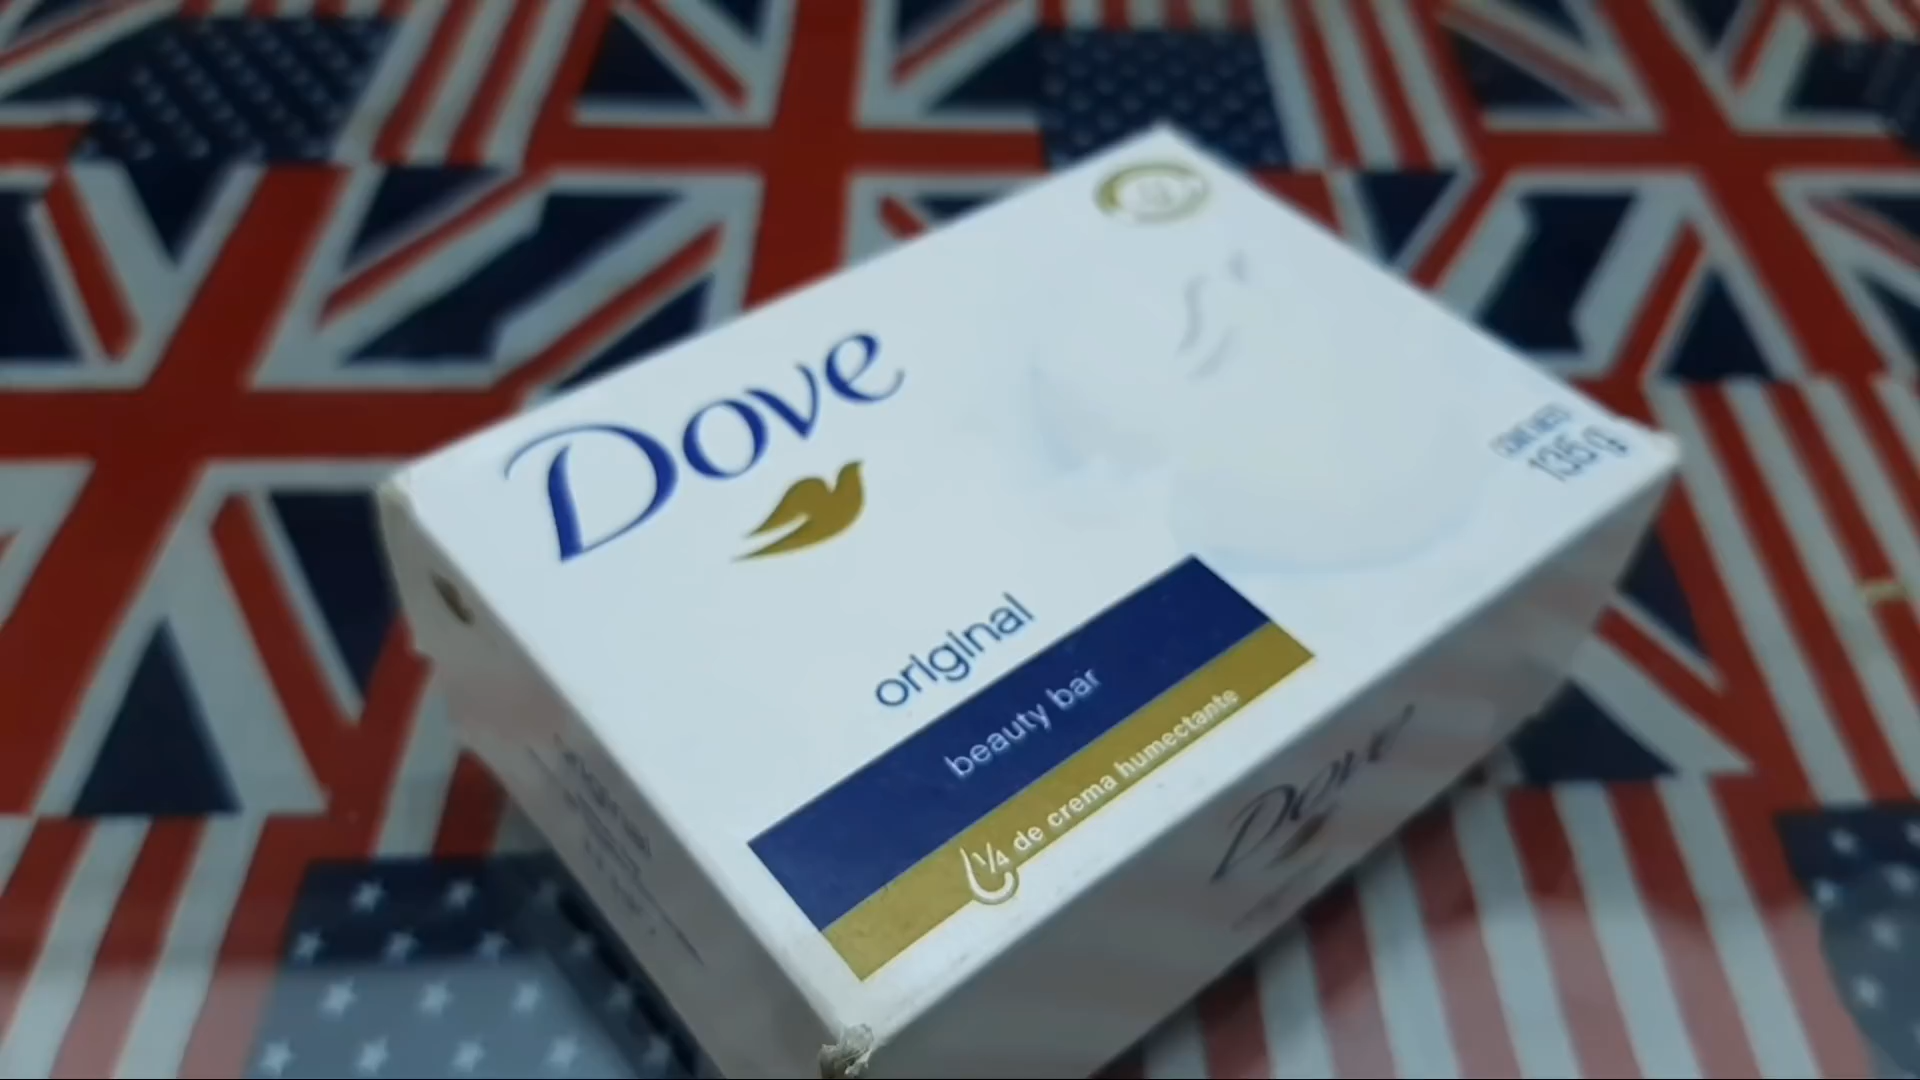 Dove
original
beauty bar
1/4 de crema humectante
135 g
Dove